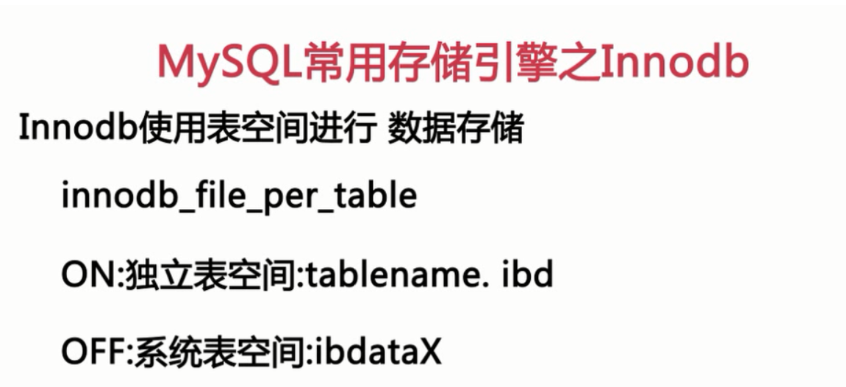 MySQL常用存储引擎之Innodb
Innodb使用表空间进行 数据存储
innodb_file_per_table
ON:独立表空间:tablename. ibd
OFF:系统表空间:ibdataX